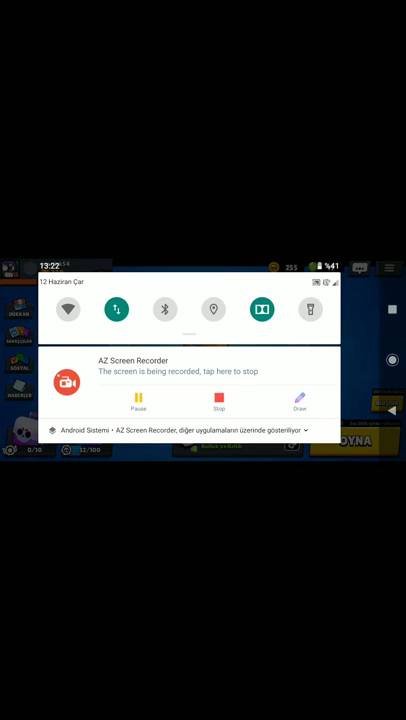 13:22
%41
255
12 Haziran Çar
DÜKKAN
SOSYAL
HABERLER
AZ Screen Recorder
The screen is being recorded, tap here to stop
Pause
Stop
Draw
Android Sistemi • AZ Screen Recorder, diğer uygulamaların üzerinde gösteriliyor
0/10
12/100
OYNA